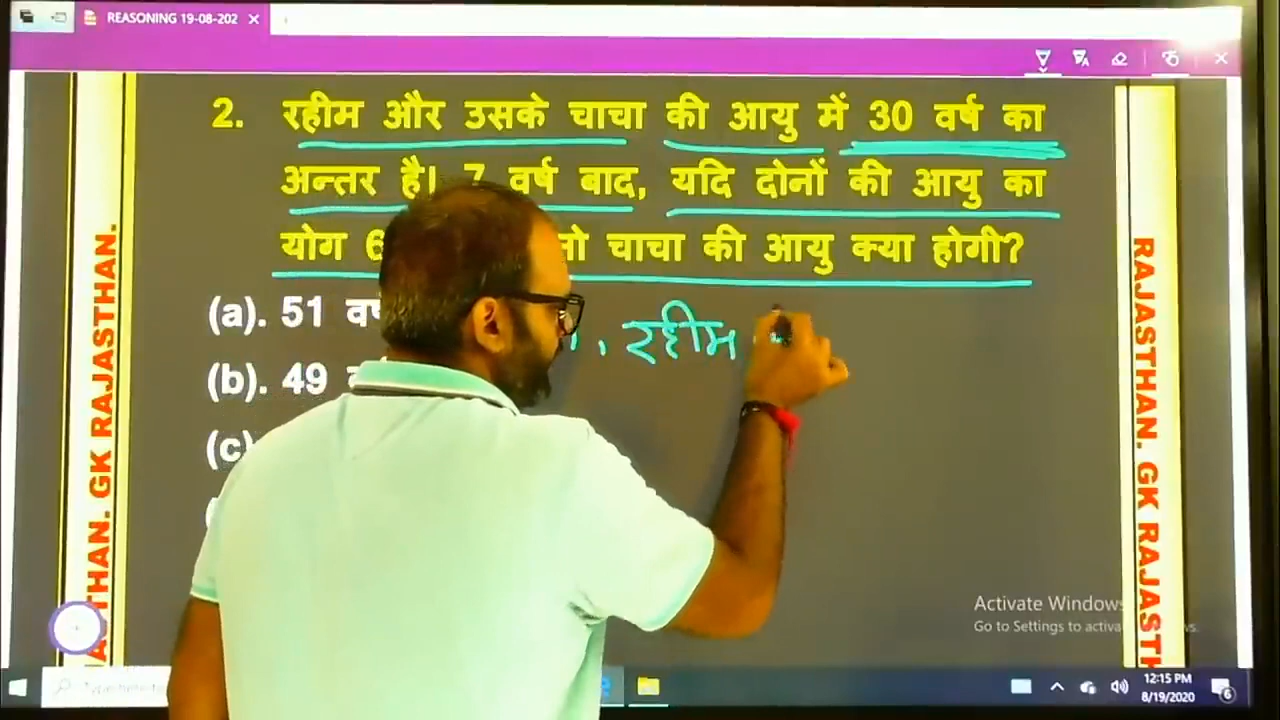 REASONING 19-08-202
2. रहीम और उसके चाचा की आयु में 30 वर्ष का
अन्तर है। 7 वर्ष बाद, यदि दोनों की आयु का
योग 6 चाचा की आयु क्या होगी?
(a). 51
रहीम
(b). 49
(c)
RAJASTHAN. GK RAJASTHAN.
RAJASTHAN. GK RAJASTH
Activate Windows
Go to Settings to activa
12:15 PM
8/19/2020
6